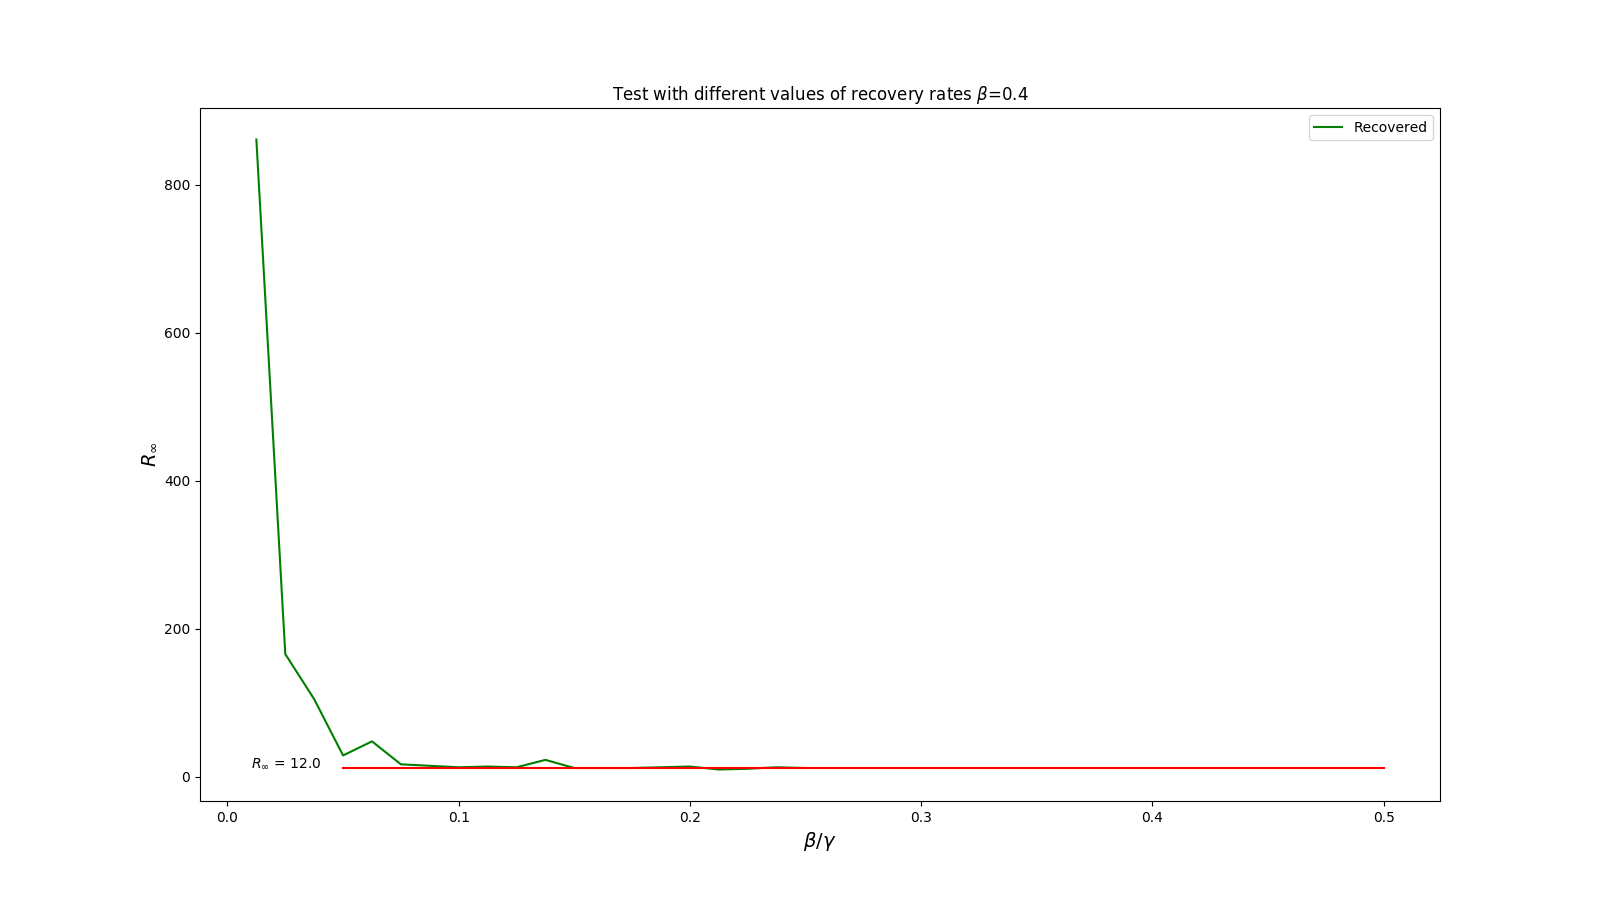 Test with different values of recovery rates β=0.4
Recovered
800
600
400
200
0
R∞
R∞ = 12.0
0.0 0.1 0.2 0.3 0.4 0.5
β/γ